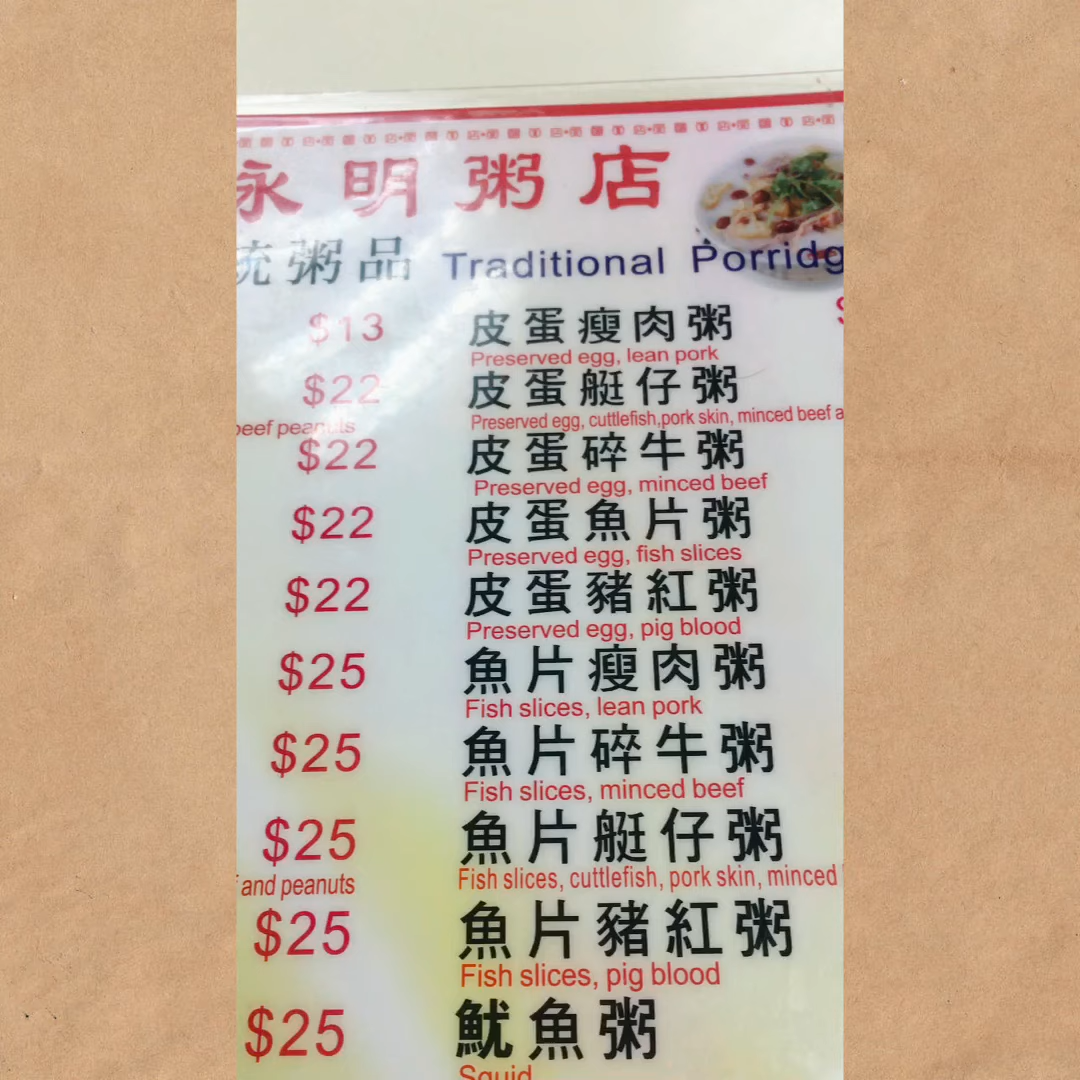 永明粥店
統粥品 Traditional Porridg
$13 皮蛋瘦肉粥
Preserved egg, lean pork
$22 皮蛋艇仔粥
beef peanuts Preserved egg, cuttlefish,pork skin, minced beef a
$22 皮蛋碎牛粥
Preserved egg, minced beef
$22 皮蛋魚片粥
Preserved egg, fish slices
$22 皮蛋豬紅粥
Preserved egg, pig blood
$25 魚片瘦肉粥
Fish slices, lean pork
$25 魚片碎牛粥
Fish slices, minced beef
$25 魚片艇仔粥
and peanuts Fish slices, cuttlefish, pork skin, minced
$25 魚片豬紅粥
Fish slices, pig blood
$25 魷魚粥
Squid